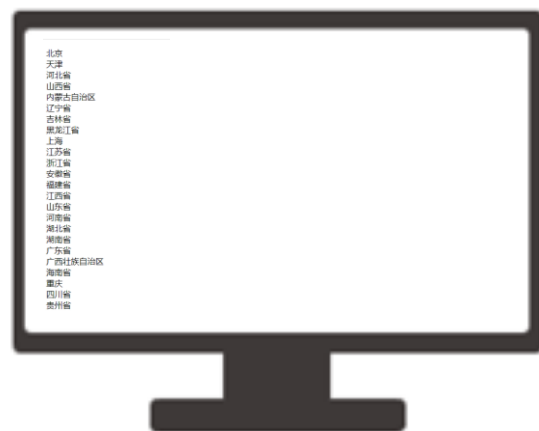 北京
天津
河北省
山西省
内蒙古自治区
辽宁省
吉林省
黑龙江省
上海
江苏省
浙江省
安徽省
福建省
江西省
山东省
河南省
湖北省
湖南省
广东省
广西壮族自治区
海南省
重庆
四川省
贵州省